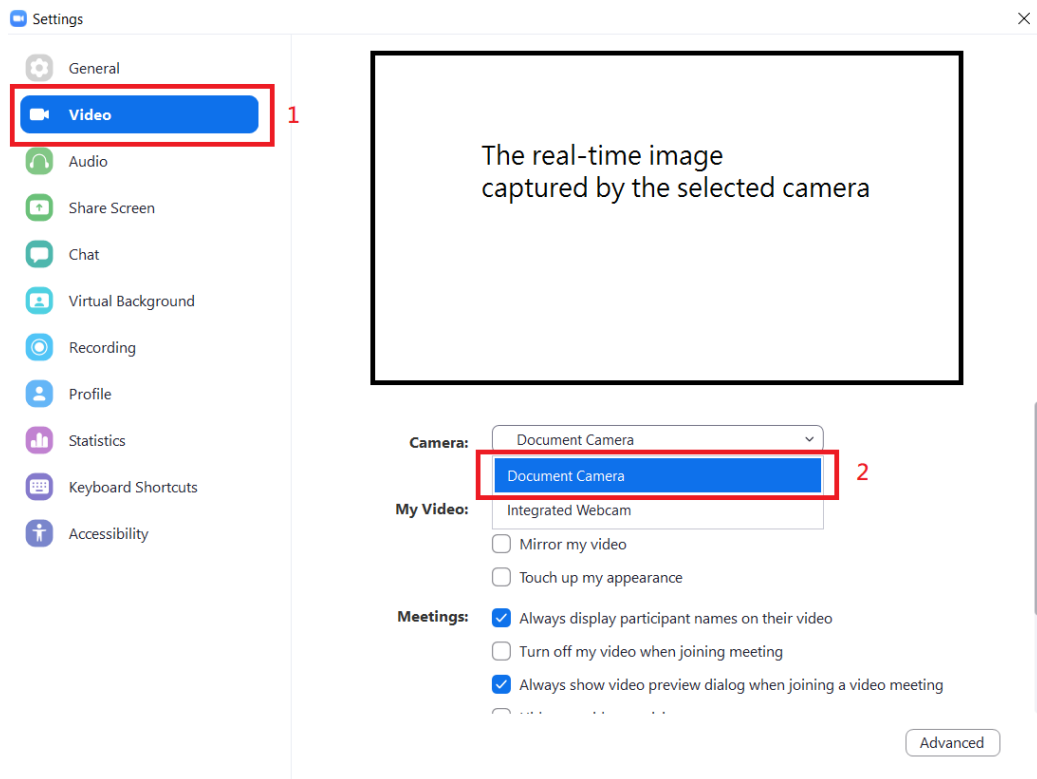 Settings
General
Video
1
Audio
Share Screen
Chat
Virtual Background
Recording
Profile
Statistics
Keyboard Shortcuts
Accessibility
The real-time image
captured by the selected camera
Camera:
Document Camera
Document Camera
2
Integrated Webcam
My Video:
Mirror my video
Touch up my appearance
Meetings:
Always display participant names on their video
Turn off my video when joining meeting
Always show video preview dialog when joining a video meeting
Advanced